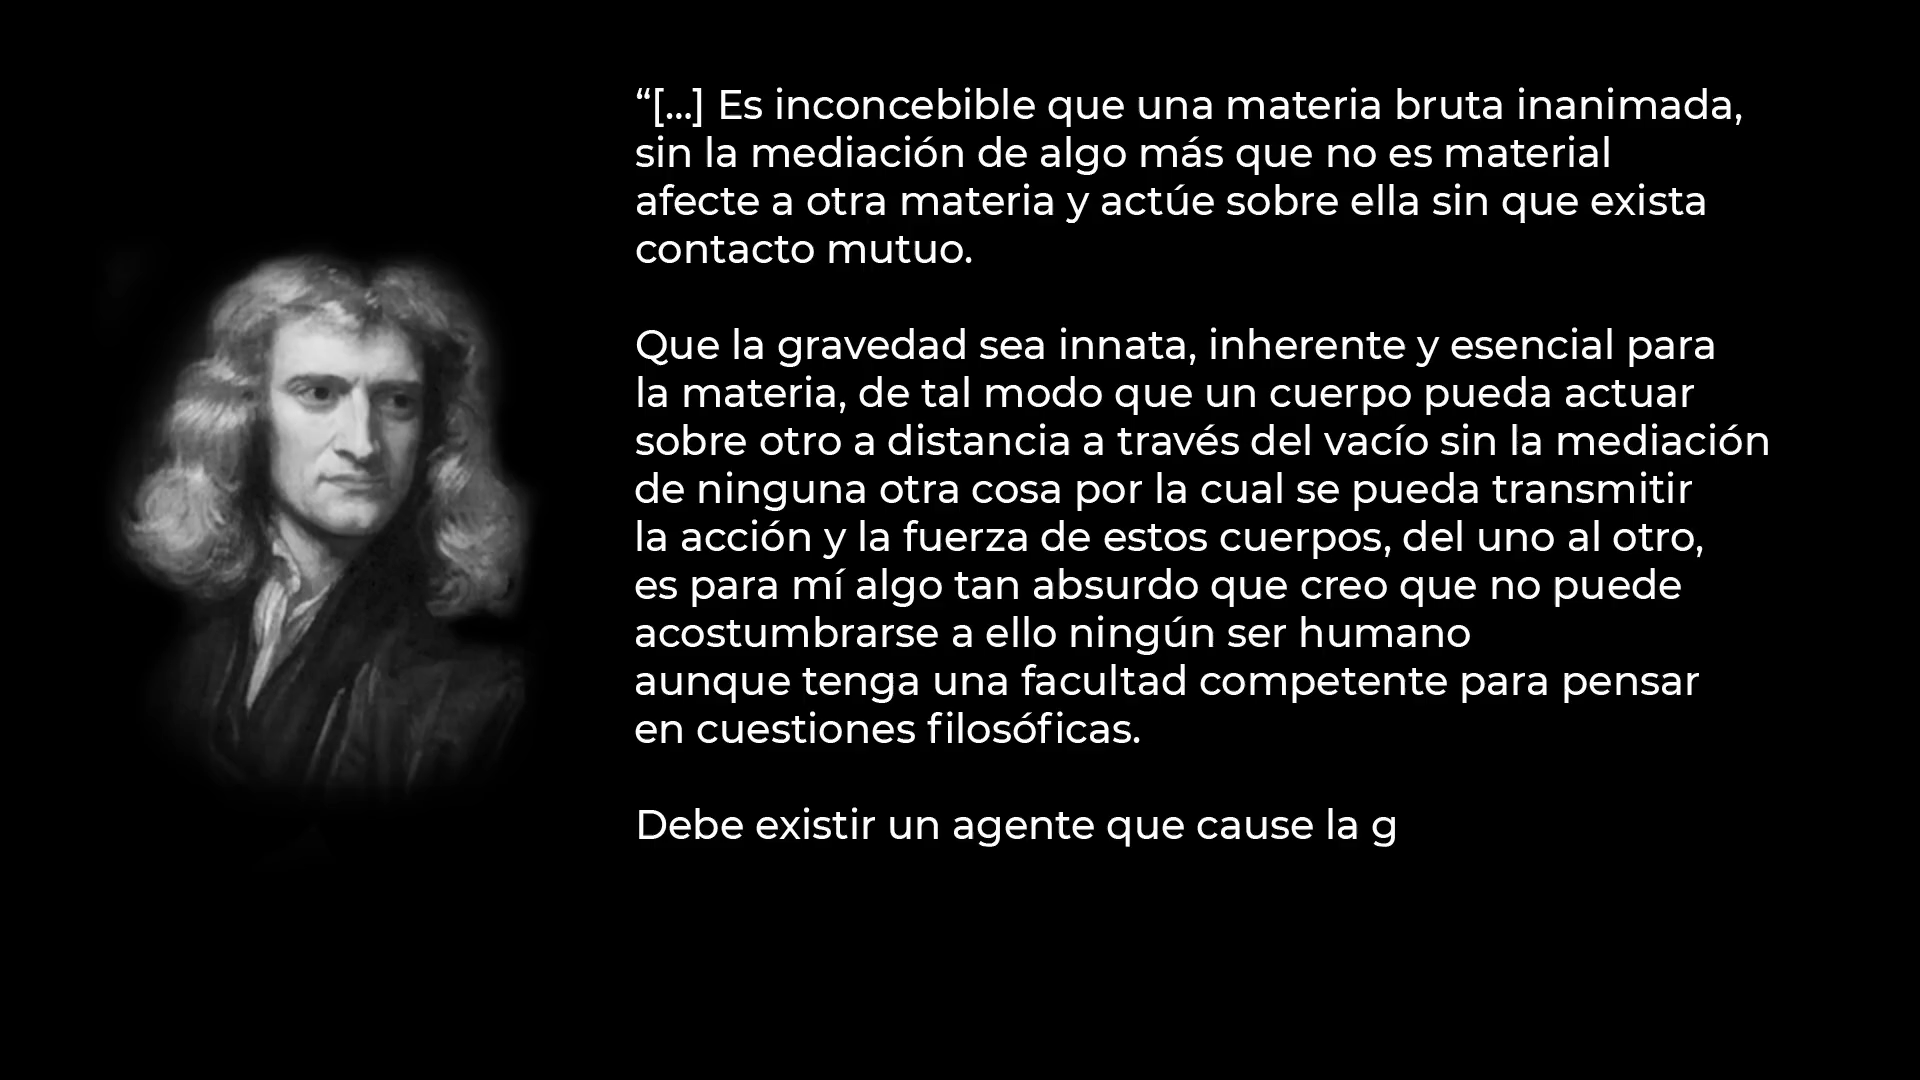 “[...] Es inconcebible que una materia bruta inanimada,
sin la mediación de algo más que no es material
afecte a otra materia y actúe sobre ella sin que exista
contacto mutuo.
Que la gravedad sea innata, inherente y esencial para
la materia, de tal modo que un cuerpo pueda actuar
sobre otro a distancia a través del vacío sin la mediación
de ninguna otra cosa por la cual se pueda transmitir
la acción y la fuerza de estos cuerpos, del uno al otro,
es para mí algo tan absurdo que creo que no puede
acostumbrarse a ello ningún ser humano
aunque tenga una facultad competente para pensar
en cuestiones filosóficas.
Debe existir un agente que cause la g